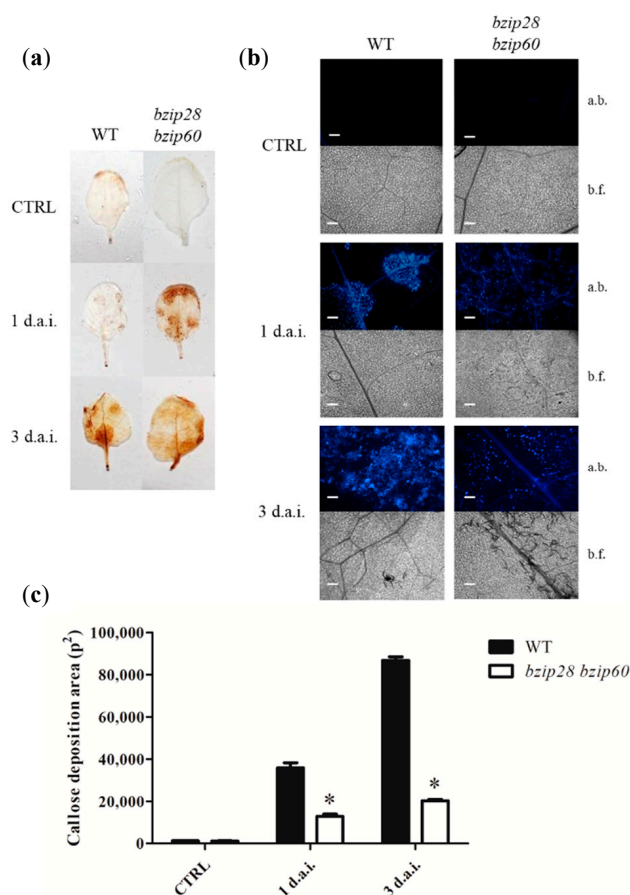 (a)
WT
bzip28
bzip60
CTRL
1 d.a.i.
3 d.a.i.
(b)
WT
bzip28
bzip60
CTRL
a.b.
b.f.
1 d.a.i.
a.b.
b.f.
3 d.a.i.
a.b.
b.f.
(c)
Callose deposition area (p²)
100,000
80,000
60,000
40,000
20,000
0
WT
bzip28 bzip60
*
*
CTRL
1 d.a.i.
3 d.a.i.